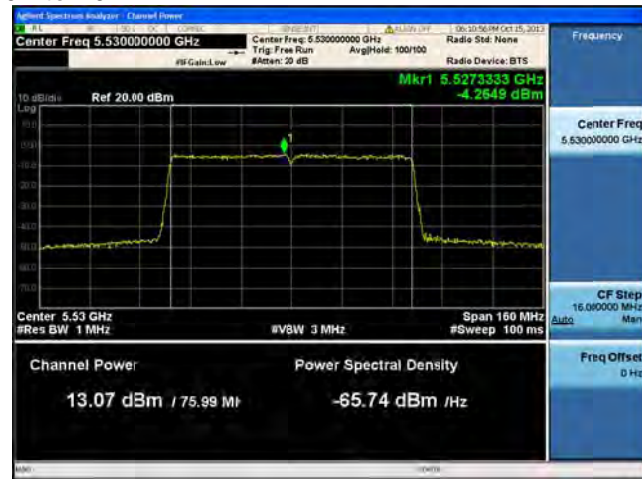 Agilent Spectrum Analyzer - Channel Power
06:10:56 PM Oct 15, 2013
Center Freq 5.530000000 GHz
Center Freq: 5.530000000 GHz
Radio Std: None
Frequency
Trig: Free Run
Avg|Hold: 100/100
#IFGain:Low
#Atten: 20 dB
Radio Device: BTS
Mkr1 5.5273333 GHz
-4.2649 dBm
10 dB/div
Ref 20.00 dBm
Log
1
Center Freq
5.530000000 GHz
Center 5.53 GHz
Span 160 MHz
#Res BW 1 MHz
#VBW 3 MHz
#Sweep 100 ms
CF Step
16.000000 MHz
Auto
Man
Channel Power
Power Spectral Density
13.07 dBm / 75.99 MH
-65.74 dBm /Hz
Freq Offset
0 Hz